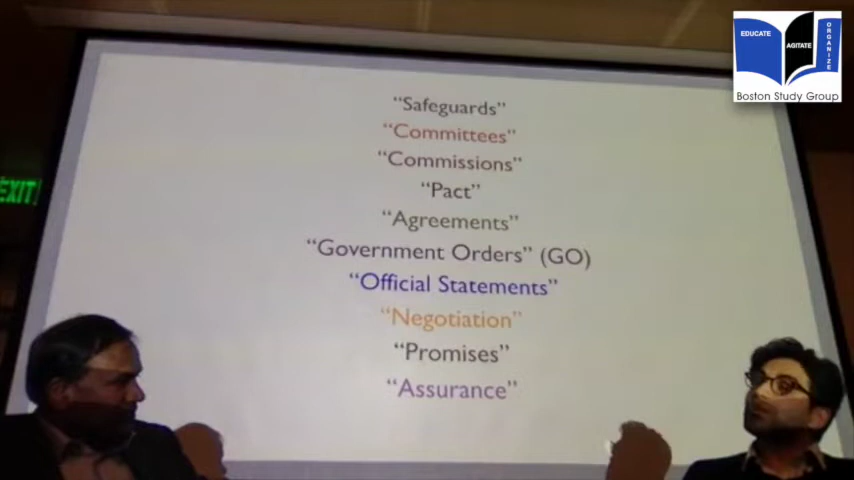 EDUCATE
AGITATE
ORGANIZE
Boston Study Group
EXIT
“Safeguards”
“Committees”
“Commissions”
“Pact”
“Agreements”
“Government Orders” (GO)
“Official Statements”
“Negotiation”
“Promises”
“Assurance”